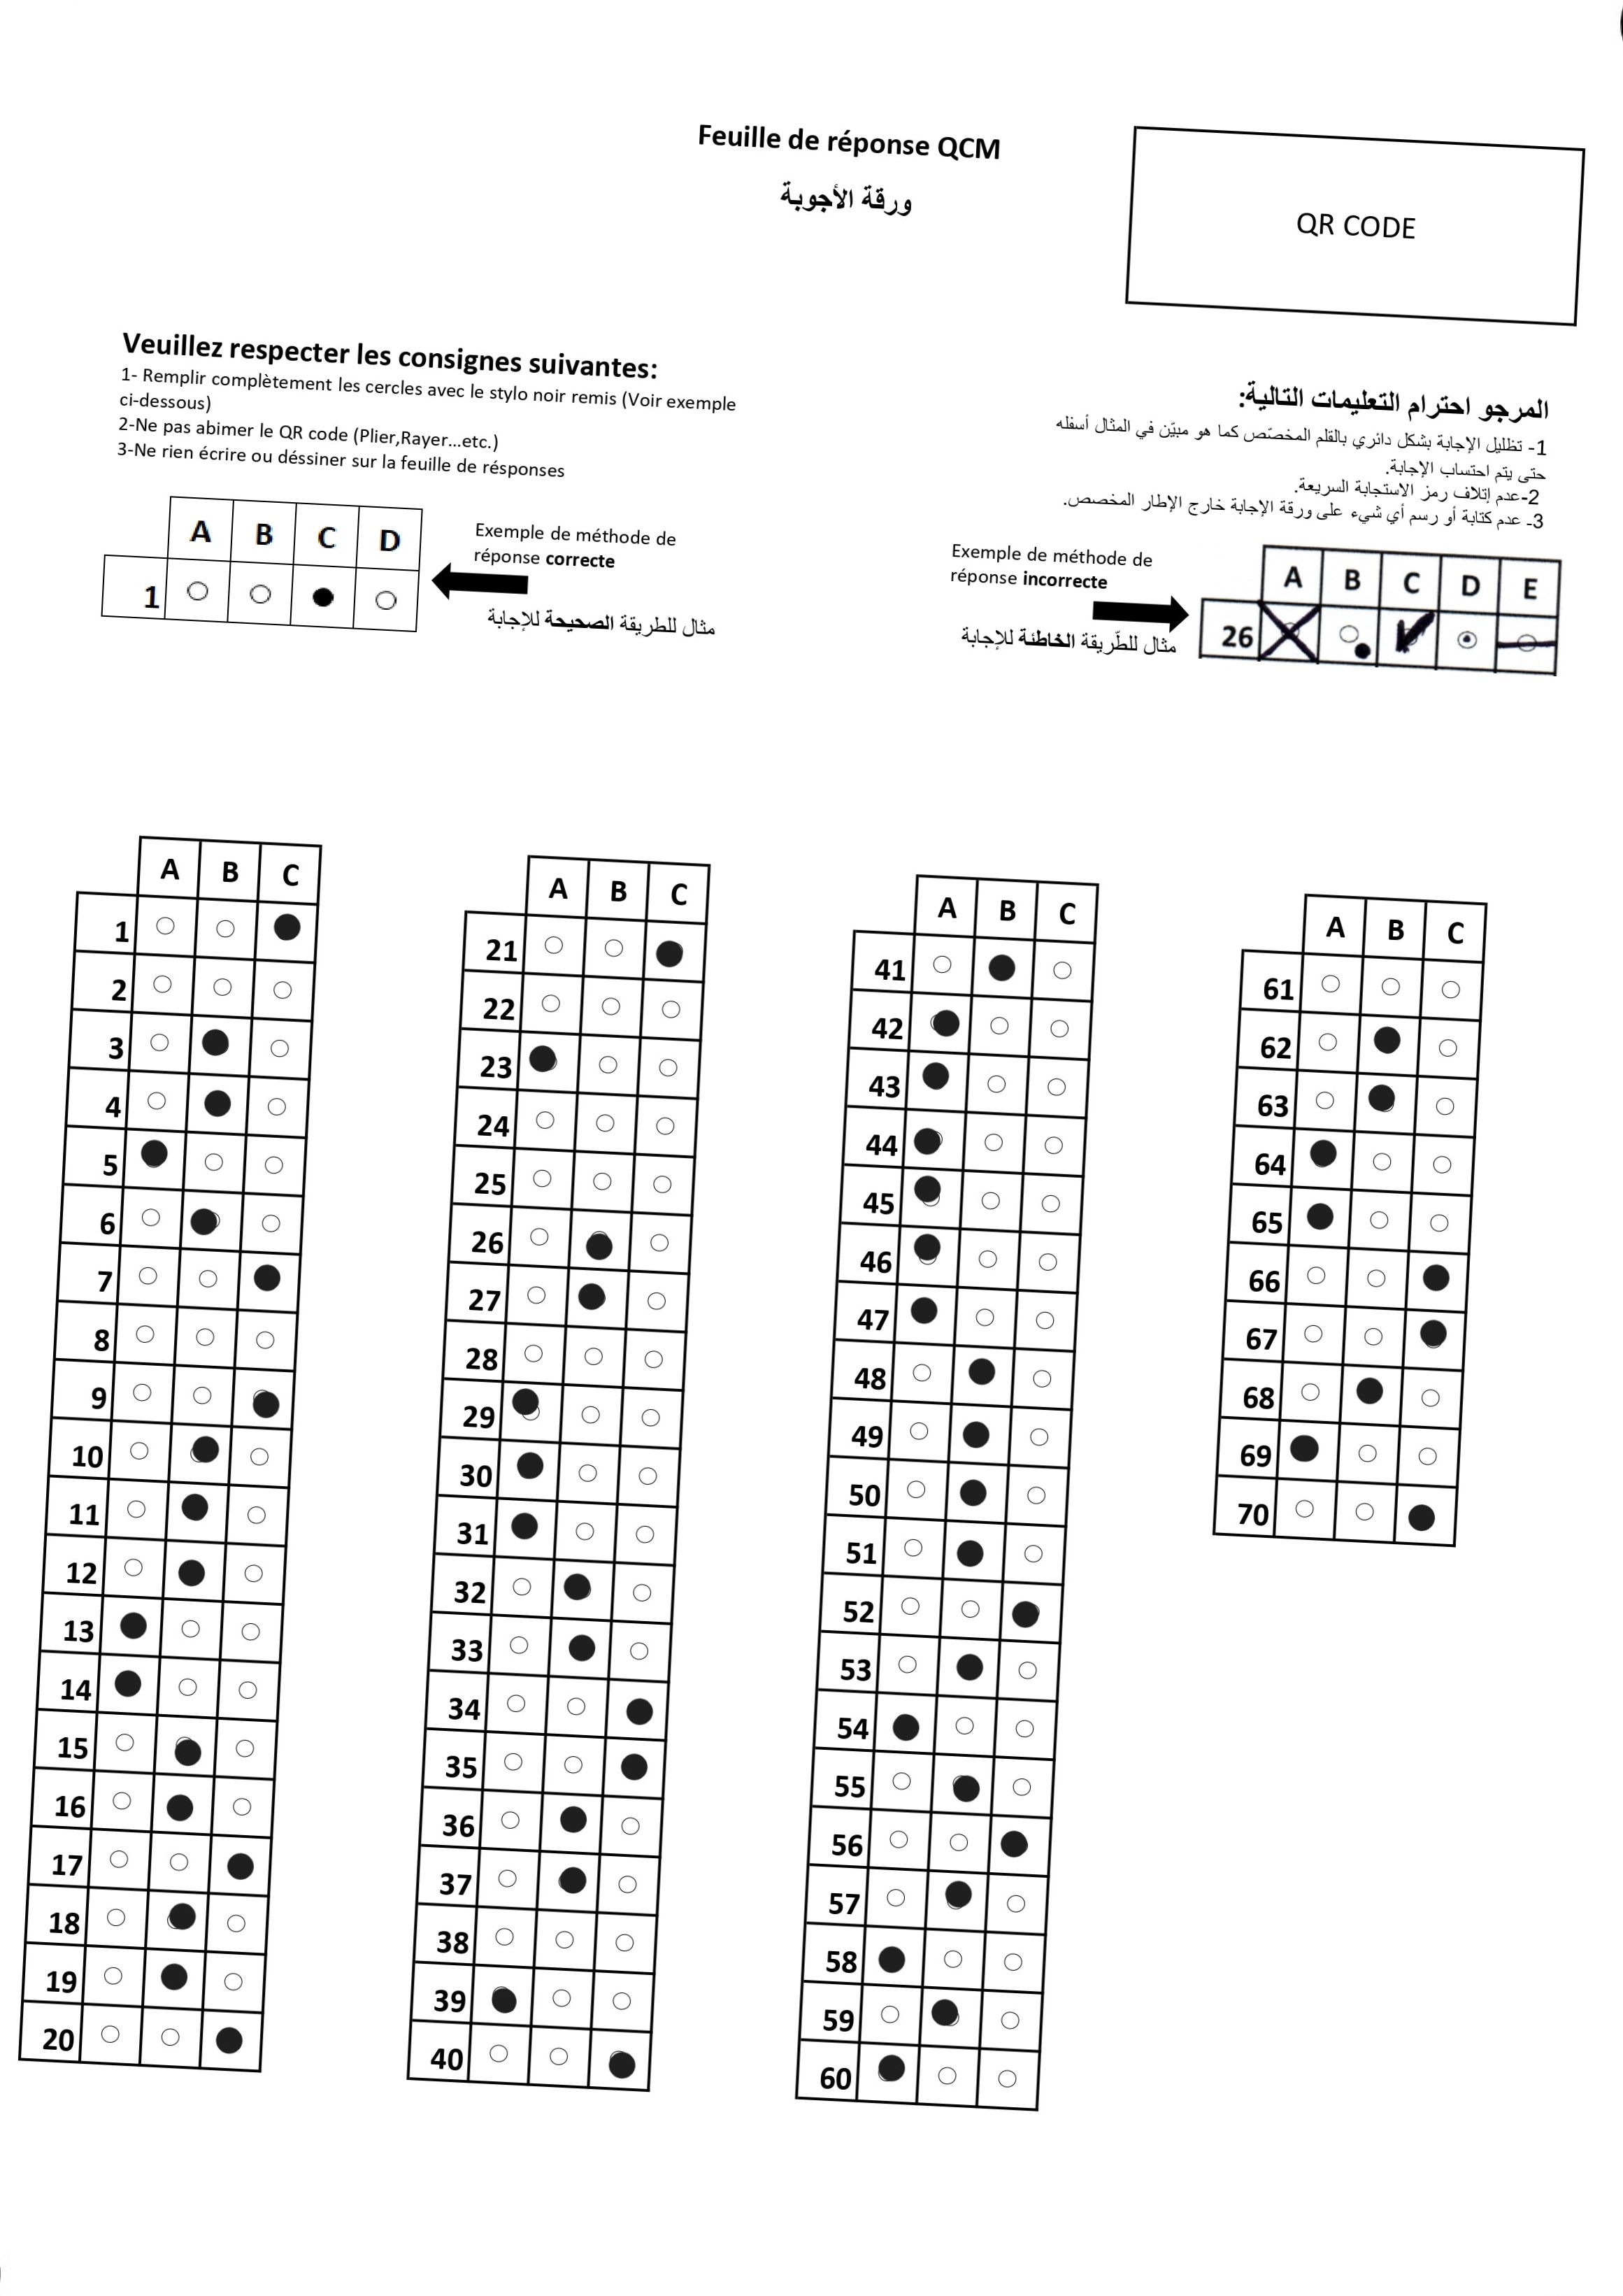 Feuille de réponse QCM
ورقة الأجوبة
QR CODE
Veuillez respecter les consignes suivantes:
1- Remplir complètement les cercles avec le stylo noir remis (Voir exemple
ci-dessous)
2-Ne pas abimer le QR code (Plier,Rayer...etc.)
3-Ne rien écrire ou déssiner sur la feuille de résponses
المرجو احترام التعليمات التالية:
1- تظليل الإجابة بشكل دائري بالقلم المخصّص كما هو مبيّن في المثال أسفله
حتى يتم احتساب الإجابة.
2-عدم إتلاف رمز الاستجابة السريعة.
3- عدم كتابة أو رسم أي شيء على ورقة الإجابة خارج الإطار المخصص.
A B C D
1
Exemple de méthode de
réponse correcte
مثال للطريقة الصحيحة للإجابة
Exemple de méthode de
réponse incorrecte
مثال للطّريقة الخاطئة للإجابة
A B C D E
26
A B C
1
2
3
4
5
6
7
8
9
10
11
12
13
14
15
16
17
18
19
20
A B C
21
22
23
24
25
26
27
28
29
30
31
32
33
34
35
36
37
38
39
40
A B C
41
42
43
44
45
46
47
48
49
50
51
52
53
54
55
56
57
58
59
60
A B C
61
62
63
64
65
66
67
68
69
70